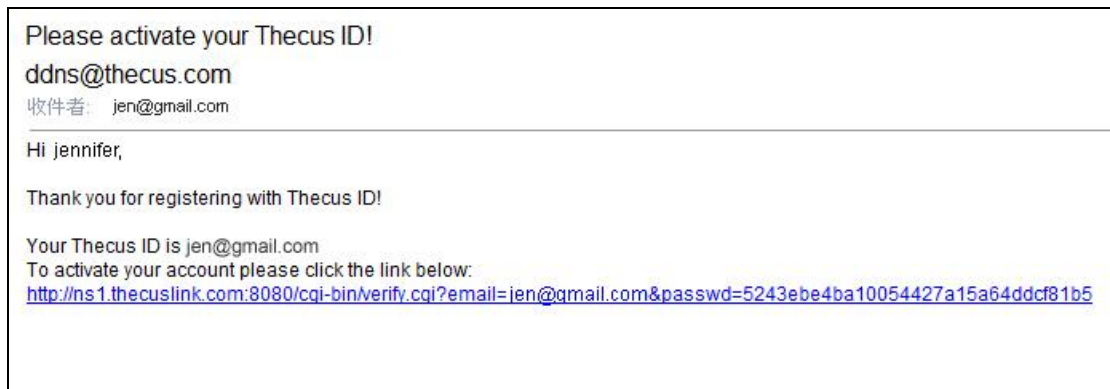 Please activate your Thecus ID!
ddns@thecus.com
收件者: jen@gmail.com
Hi jennifer,
Thank you for registering with Thecus ID!
Your Thecus ID is jen@gmail.com
To activate your account please click the link below:
http://ns1.thecuslink.com:8080/cgi-bin/verify.cgi?email=jen@gmail.com&passwd=5243ebe4ba10054427a15a64ddcf81b5